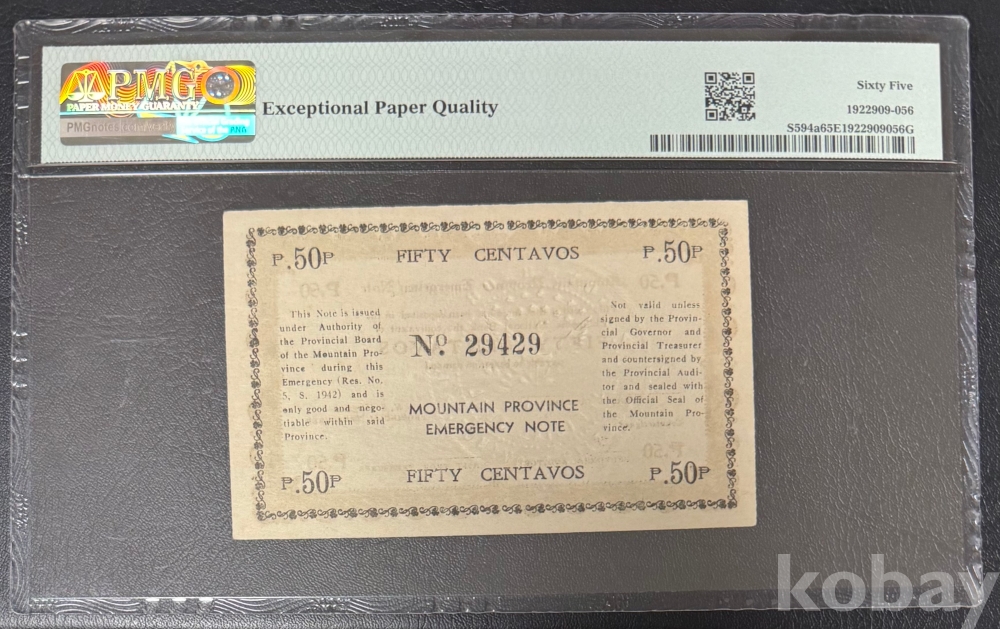 PMG
PAPER MONEY GUARANTY
Exceptional Paper Quality
Sixty Five
1922909-056
S594a65E1922909056G
₱.50₱ FIFTY CENTAVOS ₱.50₱
This Note is issued
under Authority of
the Provincial Board
of the Mountain Pro-
vince during this
Emergency (Res. No.
5, S. 1942) and is
only good and nego-
tiable within said
Province.
Nº 29429
MOUNTAIN PROVINCE
EMERGENCY NOTE
Not valid unless
signed by the Provin-
cial Governor and
Provincial Treasurer
and countersigned by
the Provincial Audi-
tor and sealed with
the Official Seal of
the Mountain Pro-
vince.
₱.50₱ FIFTY CENTAVOS ₱.50₱
kobay